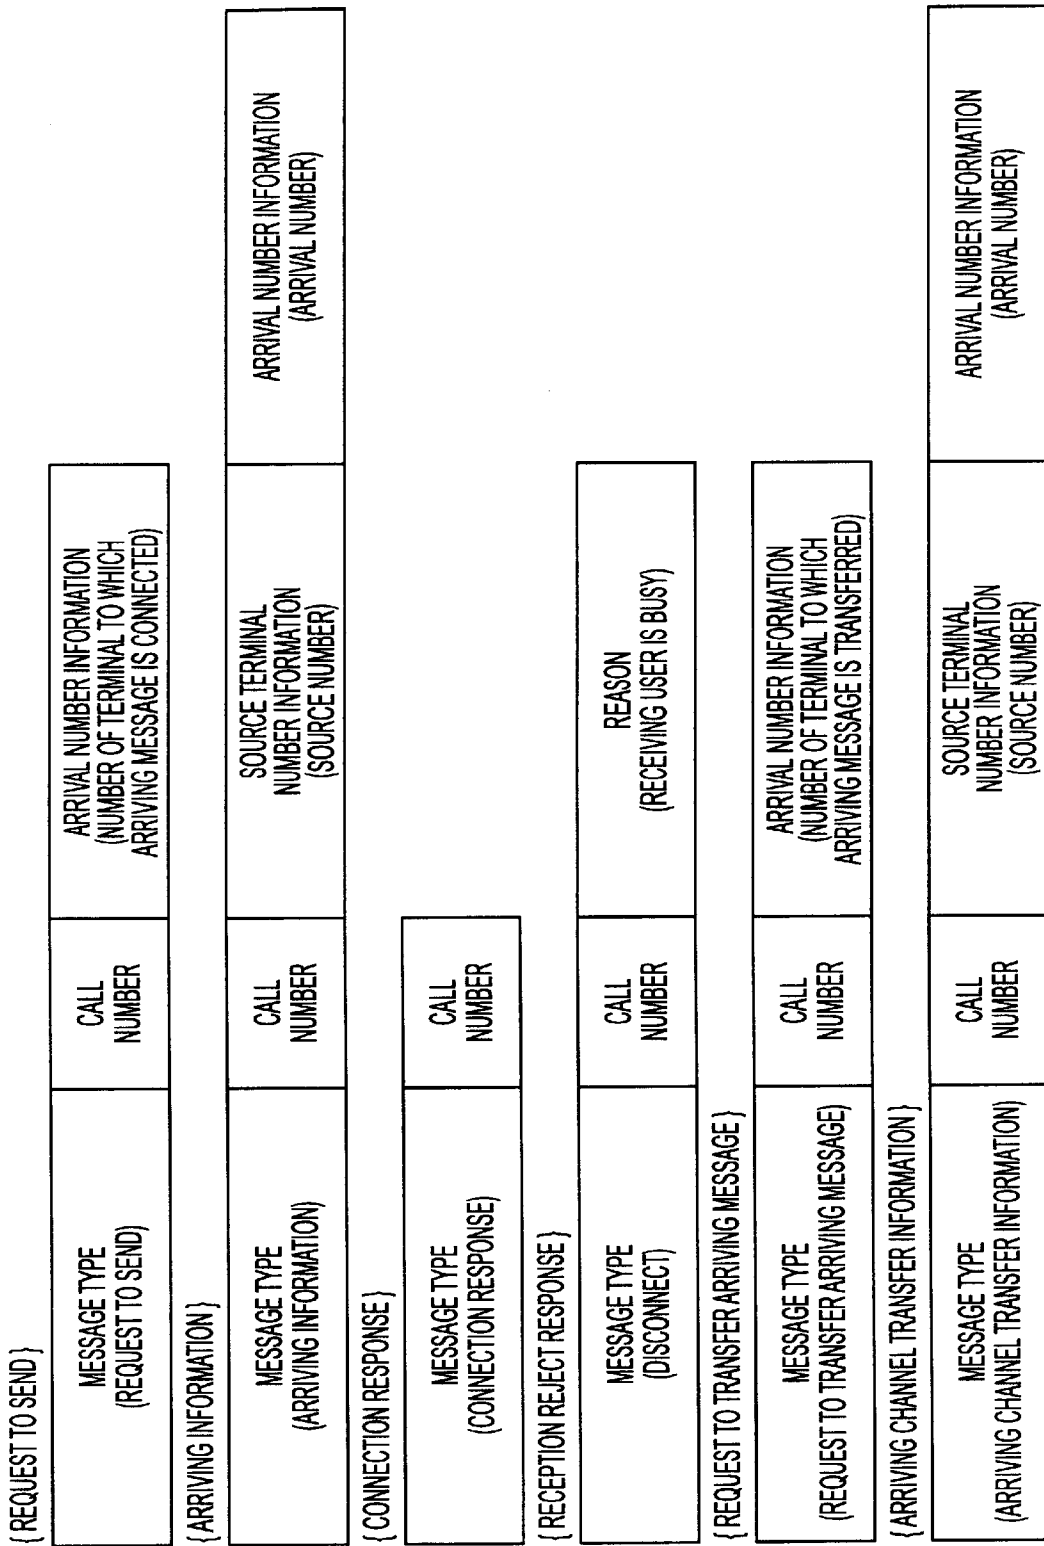 { REQUEST TO SEND }
MESSAGE TYPE
(REQUEST TO SEND)
CALL
NUMBER
ARRIVAL NUMBER INFORMATION
(NUMBER OF TERMINAL TO WHICH
ARRIVING MESSAGE IS CONNECTED)
{ ARRIVING INFORMATION }
MESSAGE TYPE
(ARRIVING INFORMATION)
CALL
NUMBER
SOURCE TERMINAL
NUMBER INFORMATION
(SOURCE NUMBER)
ARRIVAL NUMBER INFORMATION
(ARRIVAL NUMBER)
{ CONNECTION RESPONSE }
MESSAGE TYPE
(CONNECTION RESPONSE)
CALL
NUMBER
{ RECEPTION REJECT RESPONSE }
MESSAGE TYPE
(DISCONNECT)
CALL
NUMBER
REASON
(RECEIVING USER IS BUSY)
{ REQUEST TO TRANSFER ARRIVING MESSAGE }
MESSAGE TYPE
(REQUEST TO TRANSFER ARRIVING MESSAGE)
CALL
NUMBER
ARRIVAL NUMBER INFORMATION
(NUMBER OF TERMINAL TO WHICH
ARRIVING MESSAGE IS TRANSFERRED)
{ ARRIVING CHANNEL TRANSFER INFORMATION }
MESSAGE TYPE
(ARRIVING CHANNEL TRANSFER INFORMATION)
CALL
NUMBER
SOURCE TERMINAL
NUMBER INFORMATION
(SOURCE NUMBER)
ARRIVAL NUMBER INFORMATION
(ARRIVAL NUMBER)